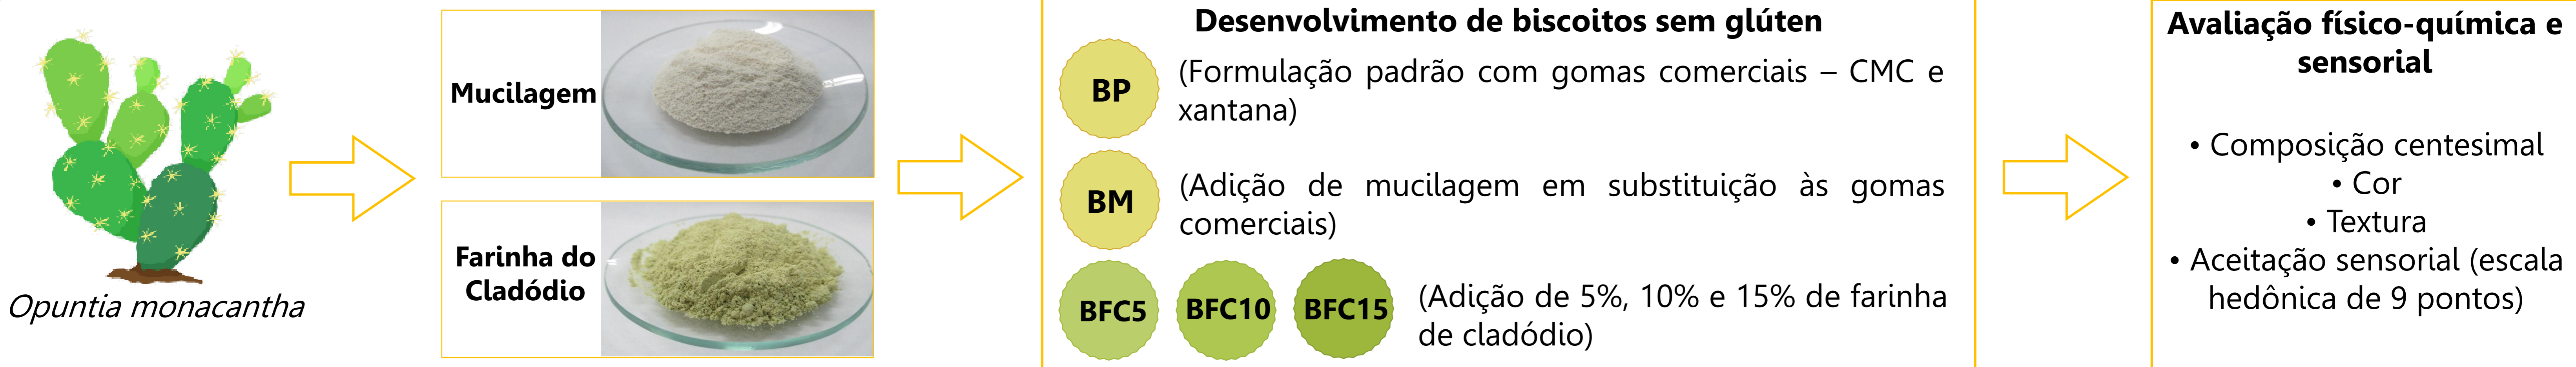 Opuntia monacantha
Mucilagem
Farinha do
Cladódio
Desenvolvimento de biscoitos sem glúten
BP
(Formulação padrão com gomas comerciais – CMC e
xantana)
BM
(Adição de mucilagem em substituição às gomas
comerciais)
BFC5 BFC10 BFC15
(Adição de 5%, 10% e 15% de farinha
de cladódio)
Avaliação físico-química e
sensorial
• Composição centesimal
• Cor
• Textura
• Aceitação sensorial (escala
hedônica de 9 pontos)